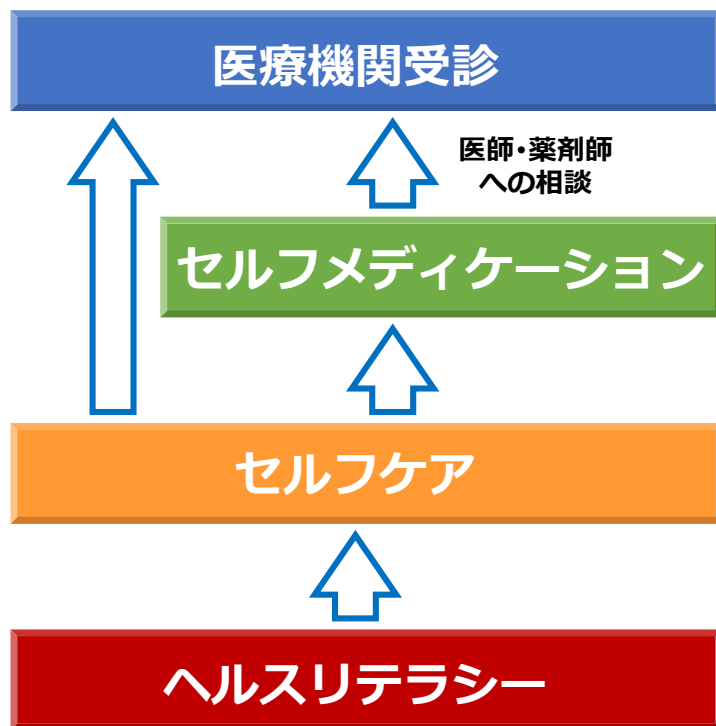 医療機関受診
医師・薬剤師
への相談
セルフメディケーション
セルフケア
ヘルスリテラシー